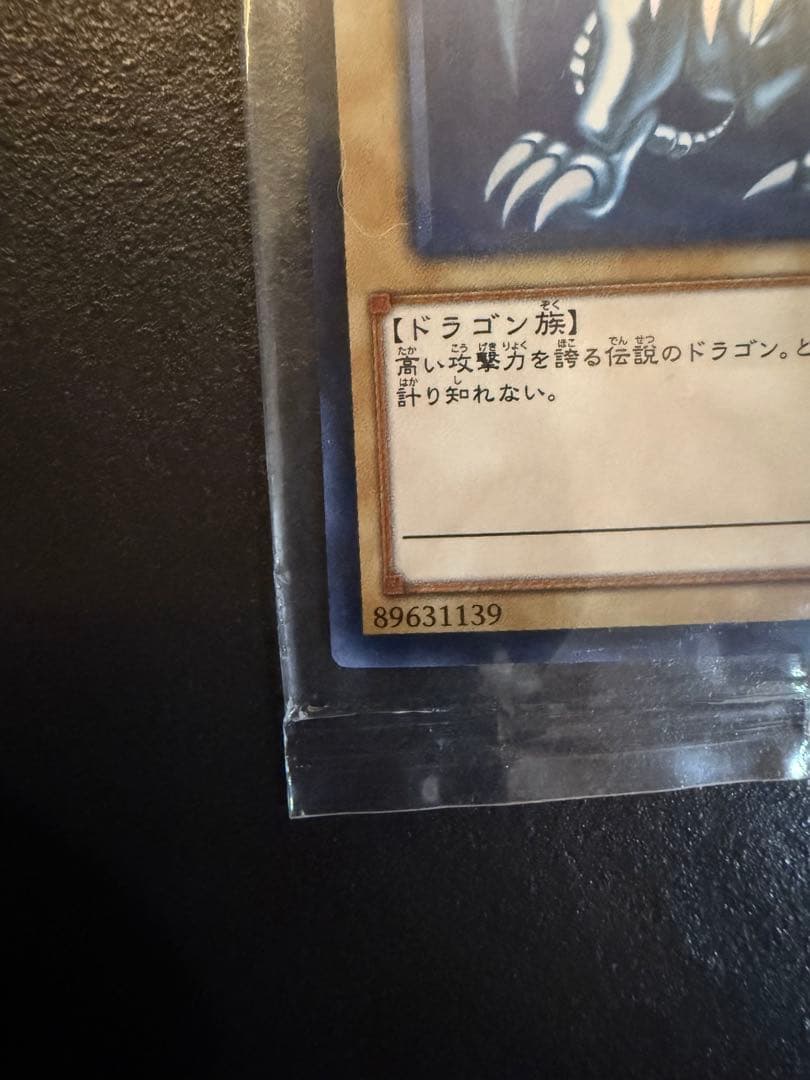 【ドラゴン族】
高い攻撃力を誇る伝説のドラゴン。と
計り知れない。
89631139